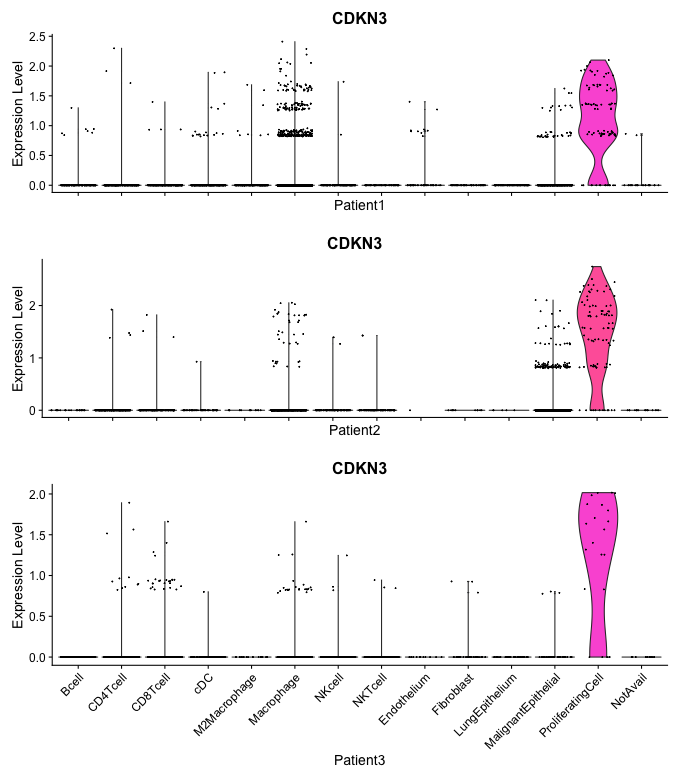 CDKN3
Expression Level
2.5
2.0
1.5
1.0
0.5
0.0
Patient1
CDKN3
Expression Level
2
1
0
Patient2
CDKN3
Expression Level
2.0
1.5
1.0
0.5
0.0
Bcell
CD4Tcell
CD8Tcell
cDC
M2Macrophage
Macrophage
NKcell
NKTcell
Endothelium
Fibroblast
LungEpithelium
MalignantEpithelial
ProliferatingCell
NotAvail
Patient3